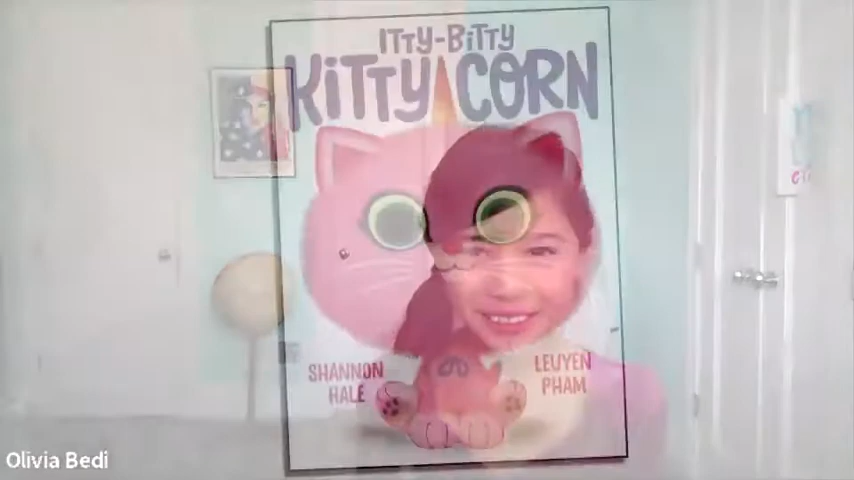 ITTY-BITTY
KITTY CORN
SHANNON
HALE
LEUYEN
PHAM
Olivia Bedi